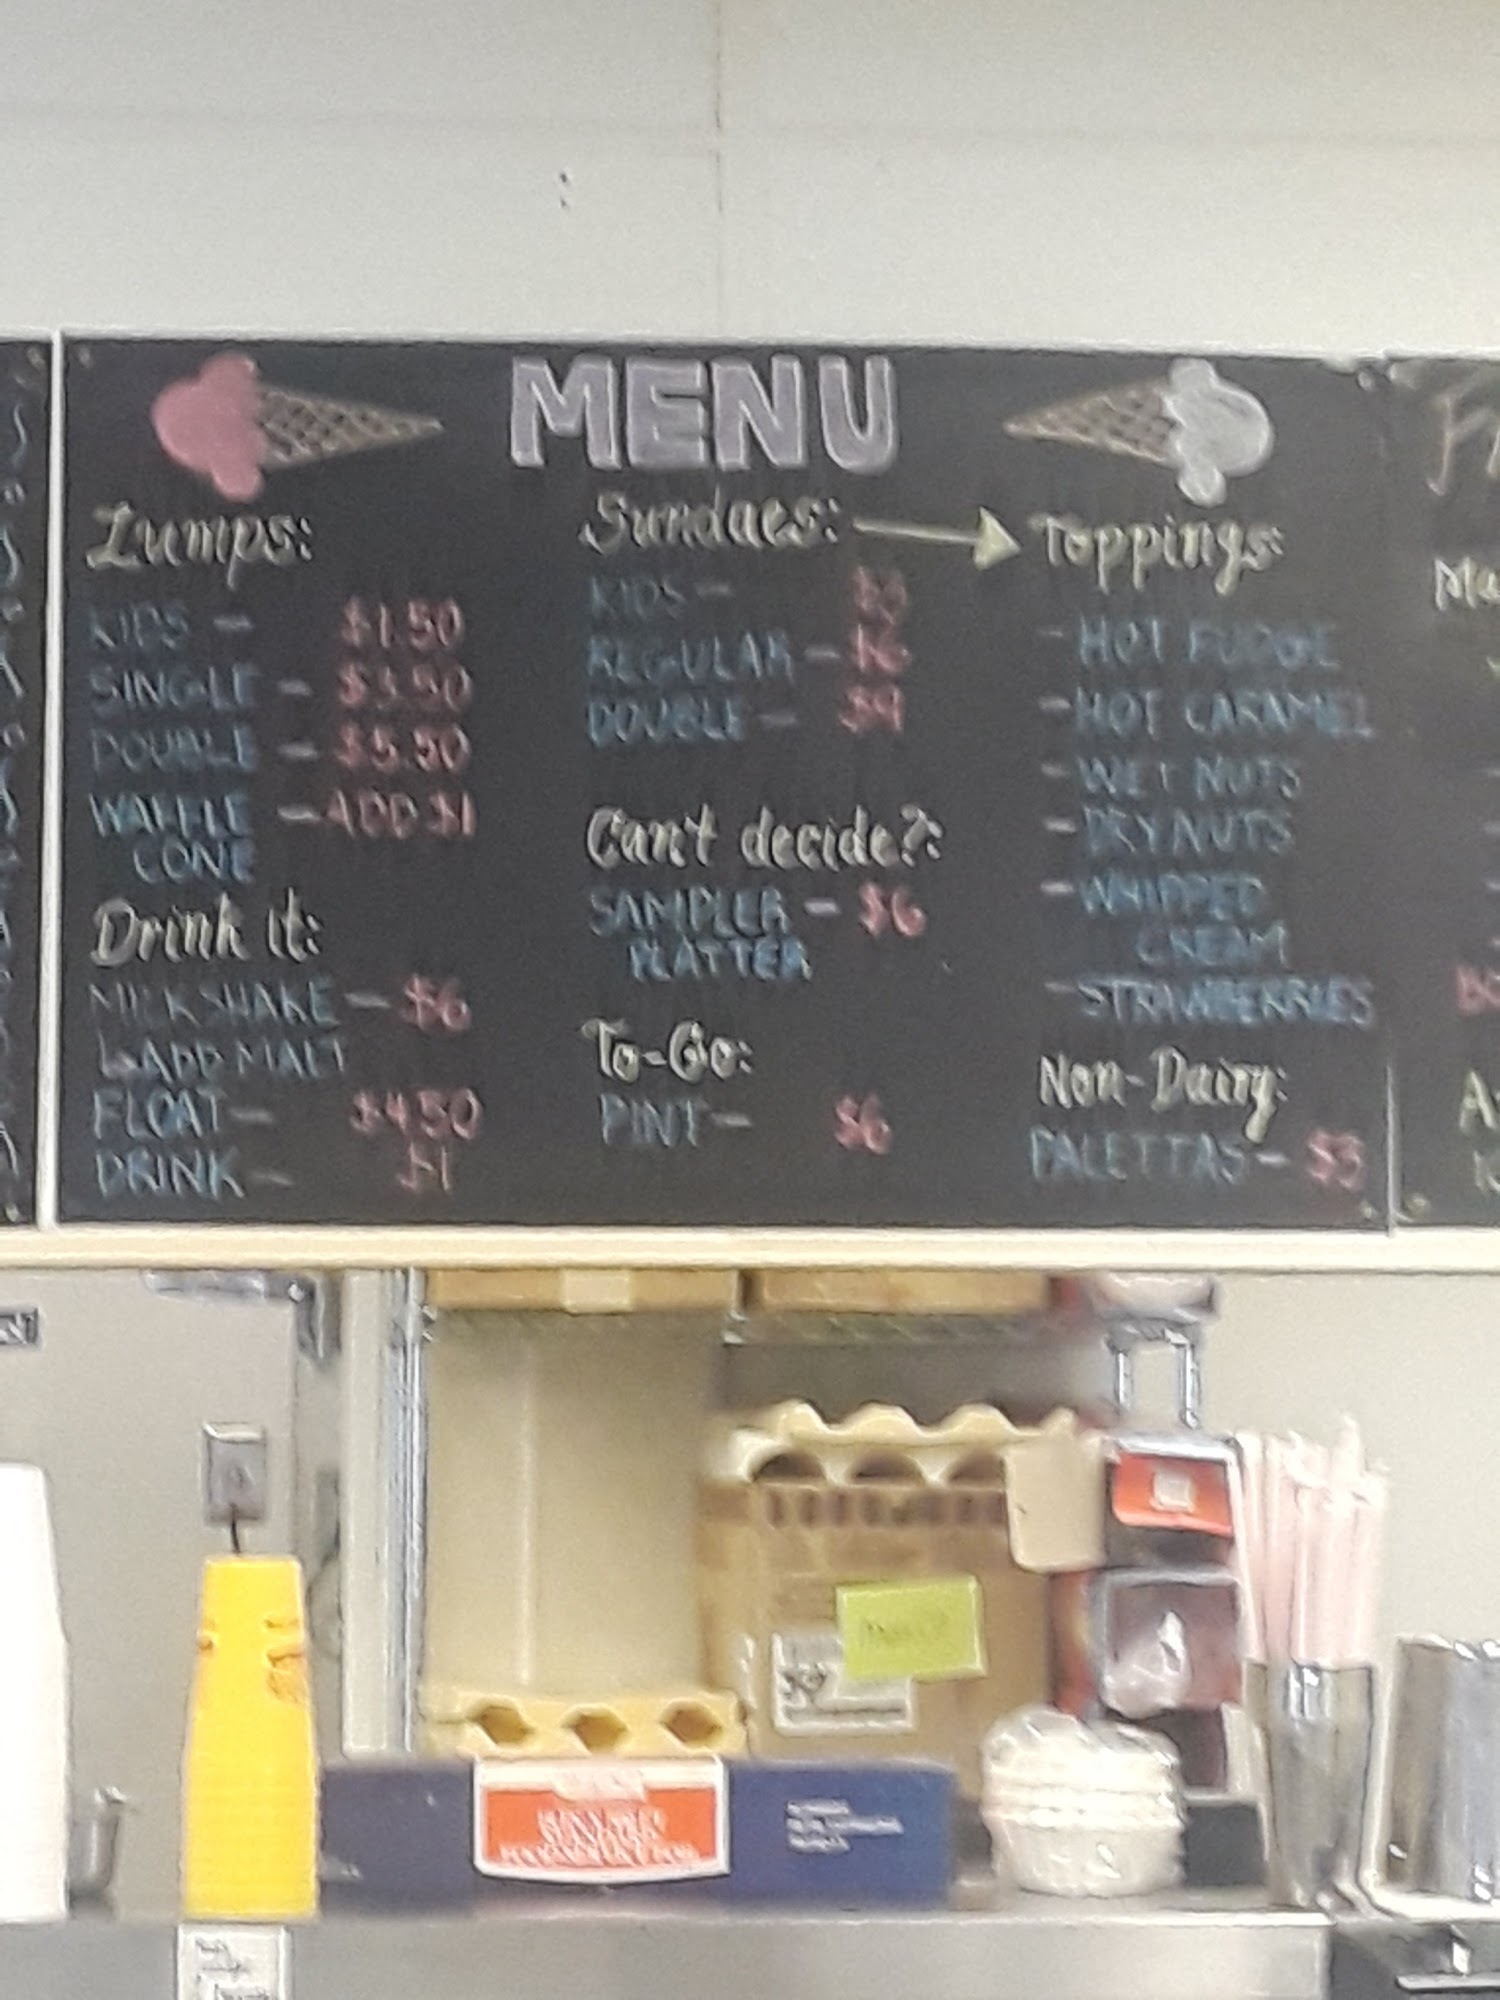 MENU
Lumps:
KIDS - $1.50
SINGLE - $3.50
DOUBLE - $5.50
WAFFLE - ADD $1
CONE
Drink it:
MILKSHAKE - $6
↳ADD MALT
FLOAT - $4.50
DRINK - $1
Sundaes:
KIDS -
REGULAR - $6
DOUBLE - $9
Can't decide?:
SAMPLER - $6
PLATTER
To-Go:
PINT - $6
Toppings:
- HOT FUDGE
- HOT CARAMEL
- WET NUTS
- DRY NUTS
- WHIPPED
CREAM
- STRAWBERRIES
Non-Dairy:
PALETTAS - $3